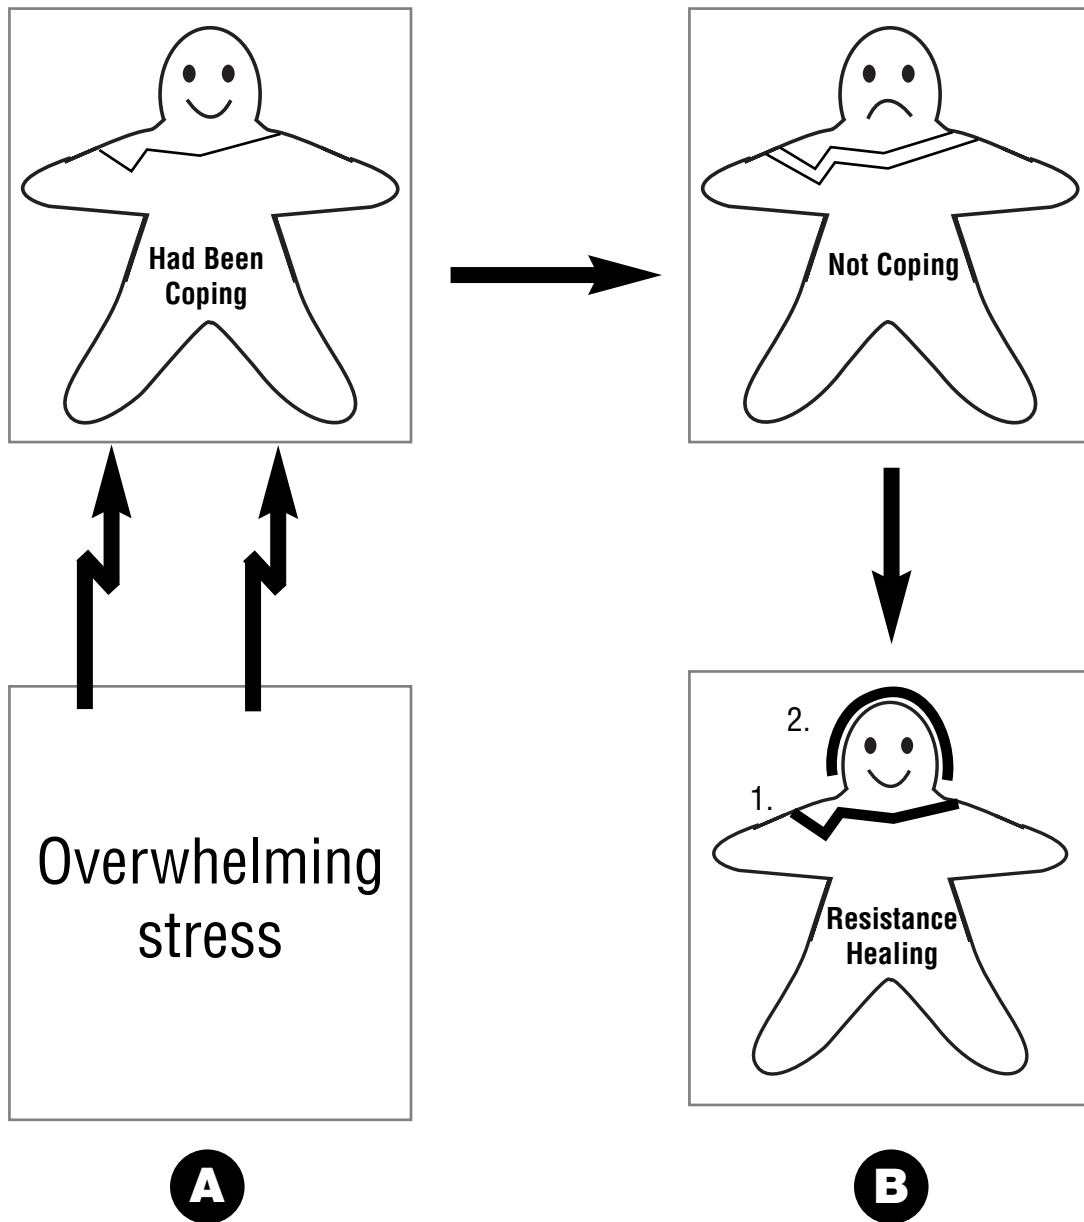 Had Been
Coping
Not Coping
Overwhelming
stress
2.
1.
Resistance
Healing
A
B